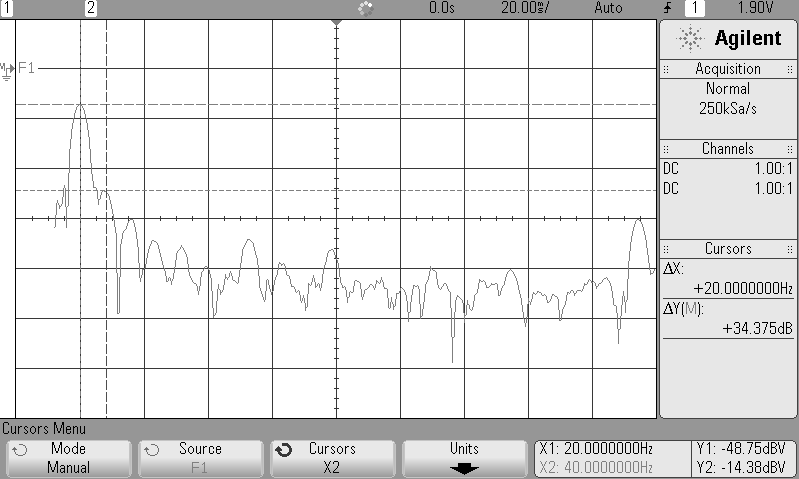 1 2 0.0s 20.00ms/ Auto 1 1.90V
F1
Agilent
Acquisition
Normal
250kSa/s
Channels
DC 1.00:1
DC 1.00:1
Cursors
ΔX:
+20.0000000Hz
ΔY(M):
+34.375dB
Cursors Menu
Mode
Manual
Source
F1
Cursors
X2
Units
X1: 20.0000000Hz
X2: 40.0000000Hz
Y1: -48.75dBV
Y2: -14.38dBV